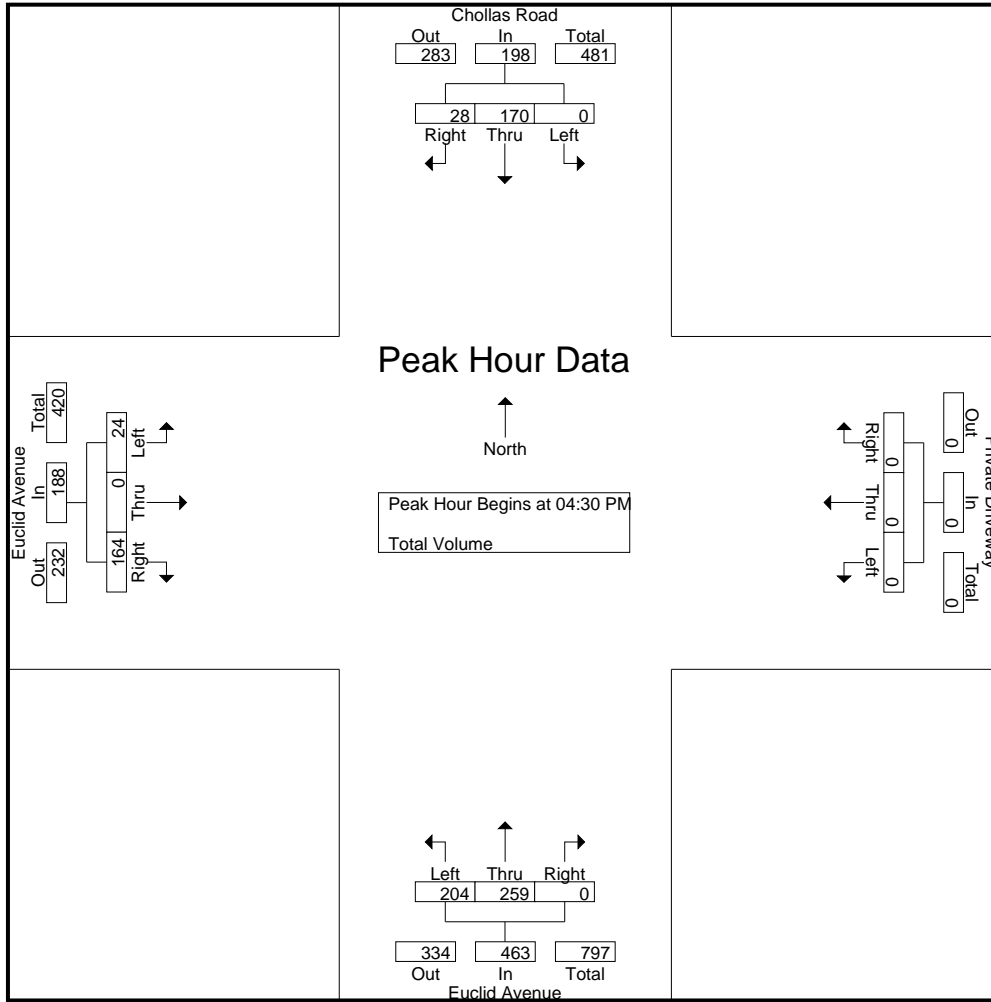 Chollas Road
Out In Total
283 198 481
28 170 0
Right Thru Left
Peak Hour Data
North
Peak Hour Begins at 04:30 PM
Total Volume
Euclid Avenue
Total In Out
420 188 232
24 0 164
Left Thru Right
Private Driveway
Out In Total
0 0 0
Right Thru Left
0 0 0
Left Thru Right
204 259 0
334 463 797
Out In Total
Euclid Avenue